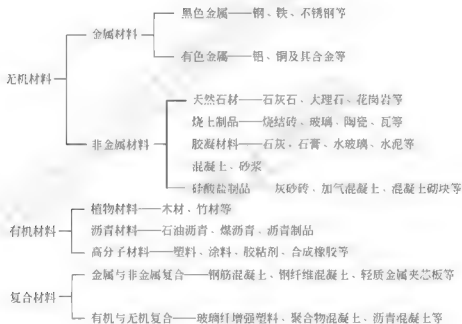 黑色金属——钢、铁、不锈钢等
金属材料
有色金属——铝、铜及其合金等
无机材料
天然石材——石灰石、大理石、花岗岩等
烧土制品——烧结砖、玻璃、陶瓷、瓦等
非金属材料
胶凝材料——石灰、石膏、水玻璃、水泥等
混凝土、砂浆
硅酸盐制品 灰砂砖、加气混凝土、混凝土砌块等
植物材料——木材、竹材等
有机材料
沥青材料——石油沥青、煤沥青、沥青制品
高分子材料——塑料、涂料、胶粘剂、合成橡胶等
金属与非金属复合——钢筋混凝土、钢纤维混凝土、轻质金属夹芯板等
复合材料
有机与无机复合——玻璃纤增强塑料、聚合物混凝土、沥青混凝土等